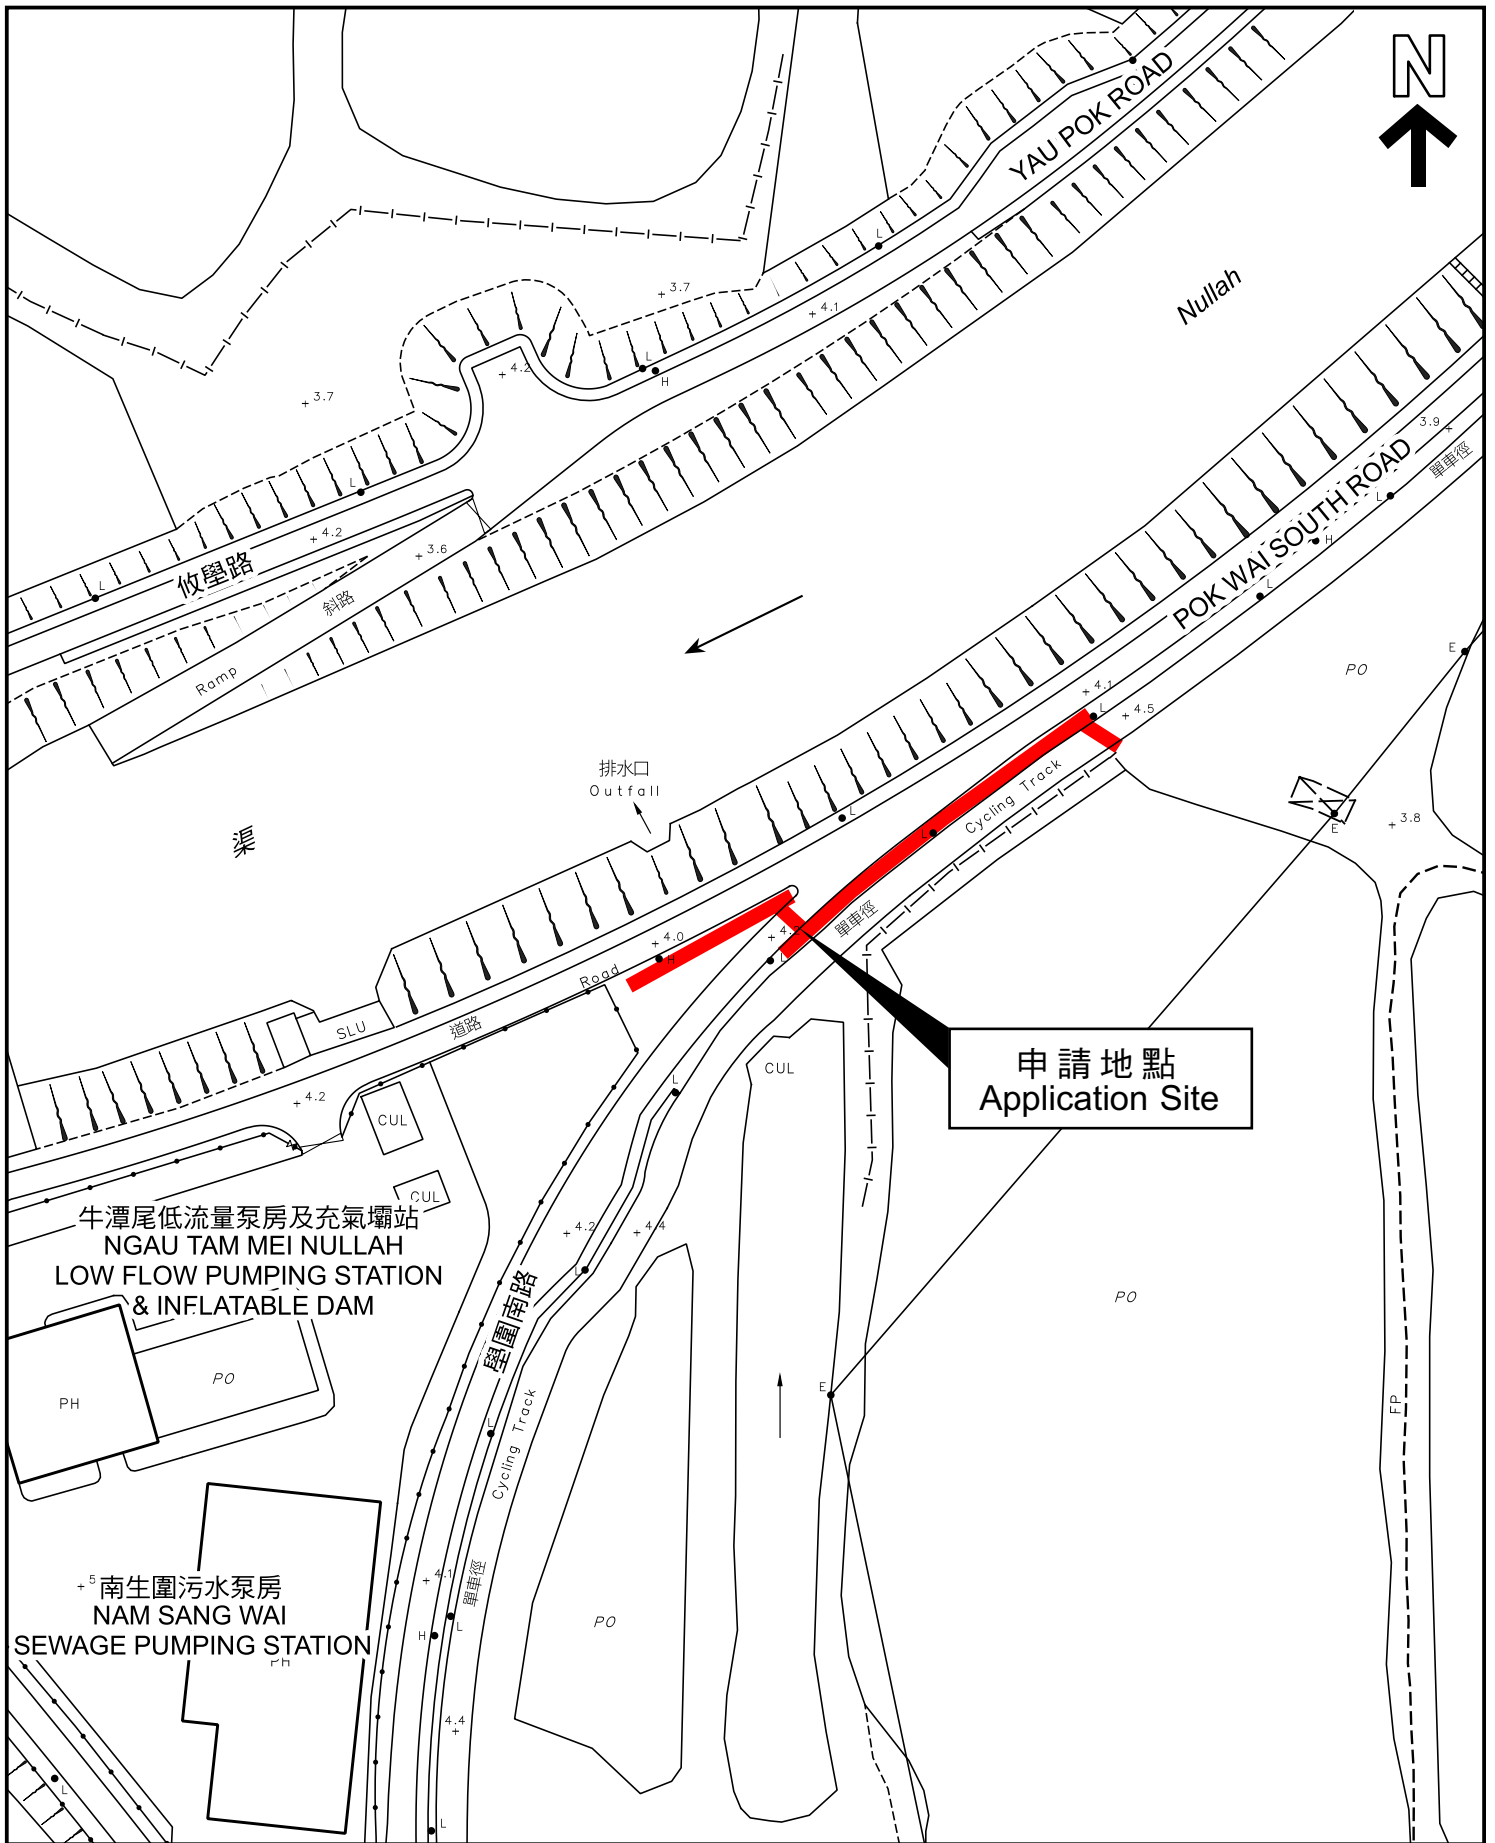 N
YAU POK ROAD
Nullah
L
3.7
L
4.1
4.2
L
H
3.7
3.9
單車徑
POK WAI SOUTH ROAD
L
L
4.2
3.6
攸壆路
斜路
H
L
L
Ramp
E
PO
4.1
L
4.5
排水口
Outfall
Cycling Track
E
3.8
渠
L
L
單車徑
4.0
H
4.2
L
Road
道路
SLU
申請地點
Application Site
CUL
L
4.2
CUL
CUL
牛潭尾低流量泵房及充氣壩站
NGAU TAM MEI NULLAH
LOW FLOW PUMPING STATION
& INFLATABLE DAM
4.2
4.4
L
PO
壆圍南路
PO
PH
E
FP
L
Cycling Track
5
南生圍污水泵房
NAM SANG WAI
SEWAGE PUMPING STATION
PH
4.1
單車徑
H
L
PO
4.4
L
L